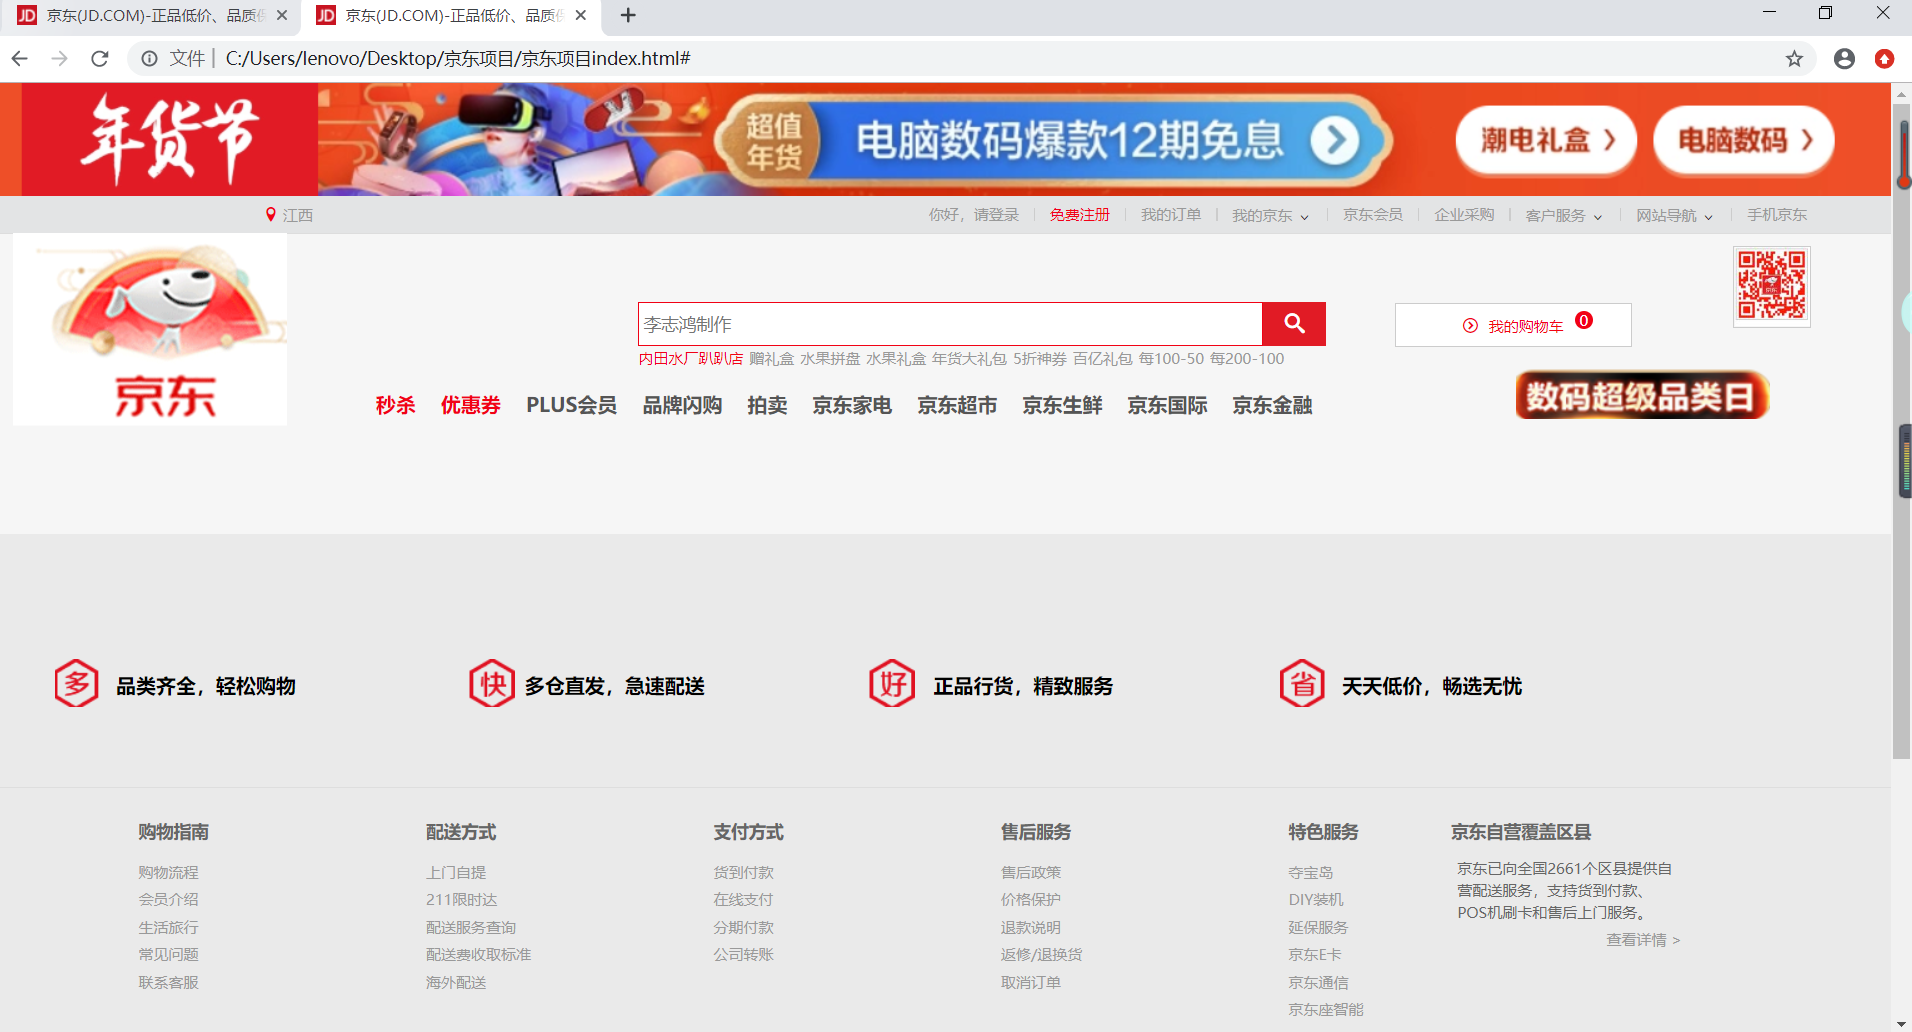 JD 京东(JD.COM)-正品低价、品质
JD 京东(JD.COM)-正品低价、品质
文件 C:/Users/lenovo/Desktop/京东项目/京东项目index.html#
年货节
超值
年货
电脑数码爆款12期免息
潮电礼盒
电脑数码
江西
你好，请登录 免费注册 我的订单 我的京东 京东会员 企业采购 客户服务 网站导航 手机京东
京东
李志鸿制作
我的购物车 0
内田水厂趴趴店 赠礼盒 水果拼盘 水果礼盒 年货大礼包 5折神券 百亿礼包 每100-50 每200-100
秒杀 优惠券 PLUS会员 品牌闪购 拍卖 京东家电 京东超市 京东生鲜 京东国际 京东金融
数码超级品类日
多 品类齐全，轻松购物
快 多仓直发，急速配送
好 正品行货，精致服务
省 天天低价，畅选无忧
购物指南
购物流程
会员介绍
生活旅行
常见问题
联系客服
配送方式
上门自提
211限时达
配送服务查询
配送费收取标准
海外配送
支付方式
货到付款
在线支付
分期付款
公司转账
售后服务
售后政策
价格保护
退款说明
返修/退换货
取消订单
特色服务
夺宝岛
DIY装机
延保服务
京东E卡
京东通信
京东座智能
京东自营覆盖区县
京东已向全国2661个区县提供自
营配送服务，支持货到付款、
POS机刷卡和售后上门服务。
查看详情 >